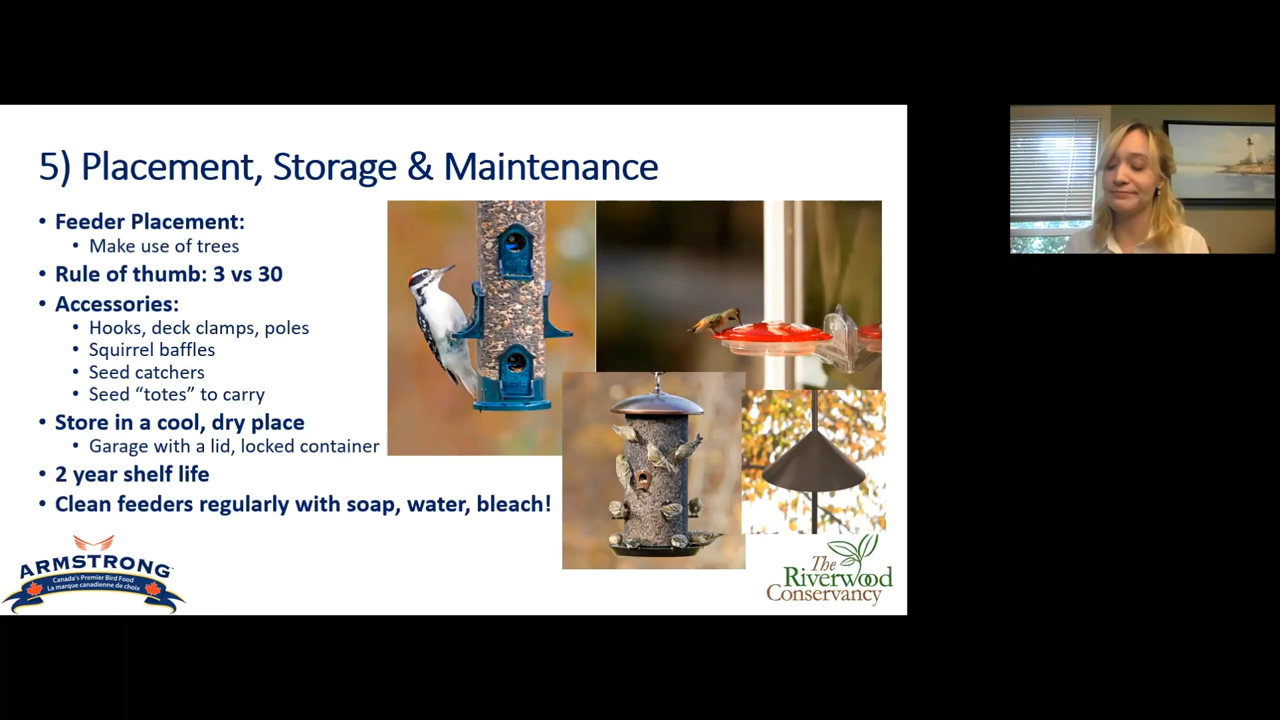 5) Placement, Storage & Maintenance
• Feeder Placement:
• Make use of trees
• Rule of thumb: 3 vs 30
• Accessories:
• Hooks, deck clamps, poles
• Squirrel baffles
• Seed catchers
• Seed “totes” to carry
• Store in a cool, dry place
• Garage with a lid, locked container
• 2 year shelf life
• Clean feeders regularly with soap, water, bleach!
ARMSTRONG
Canada's Premier Bird Food
La marque canadienne de choix
The
Riverwood
Conservancy